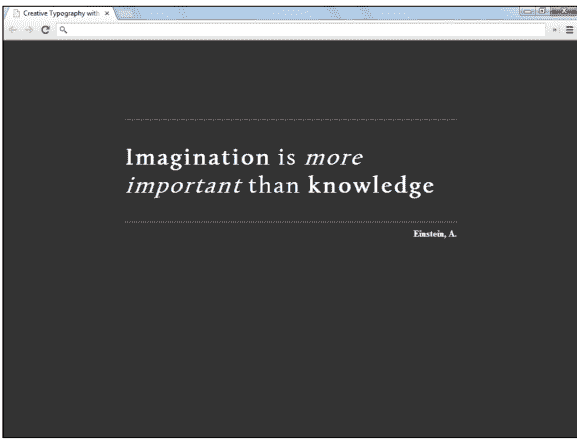 Creative Typography with
Imagination is more
important than knowledge
Einstein, A.